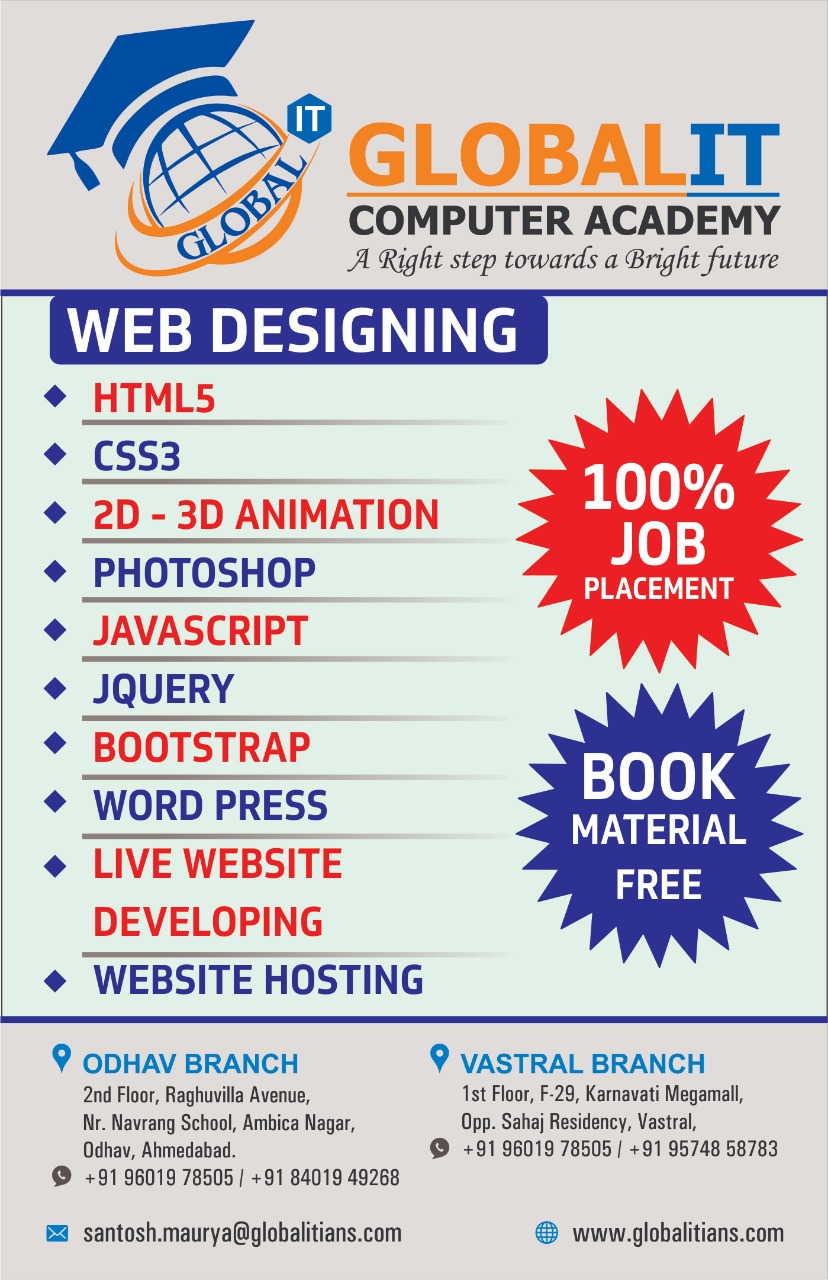 IT
GLOBAL
GLOBALIT
COMPUTER ACADEMY
A Right step towards a Bright future
WEB DESIGNING
HTML5
CSS3
2D - 3D ANIMATION
PHOTOSHOP
JAVASCRIPT
JQUERY
BOOTSTRAP
WORD PRESS
LIVE WEBSITE
DEVELOPING
WEBSITE HOSTING
100%
JOB
PLACEMENT
BOOK
MATERIAL
FREE
ODHAV BRANCH
2nd Floor, Raghuvilla Avenue,
Nr. Navrang School, Ambica Nagar,
Odhav, Ahmedabad.
+91 96019 78505 / +91 84019 49268
VASTRAL BRANCH
1st Floor, F-29, Karnavati Megamall,
Opp. Sahaj Residency, Vastral,
+91 96019 78505 / +91 95748 58783
santosh.maurya@globalitians.com
www.globalitians.com